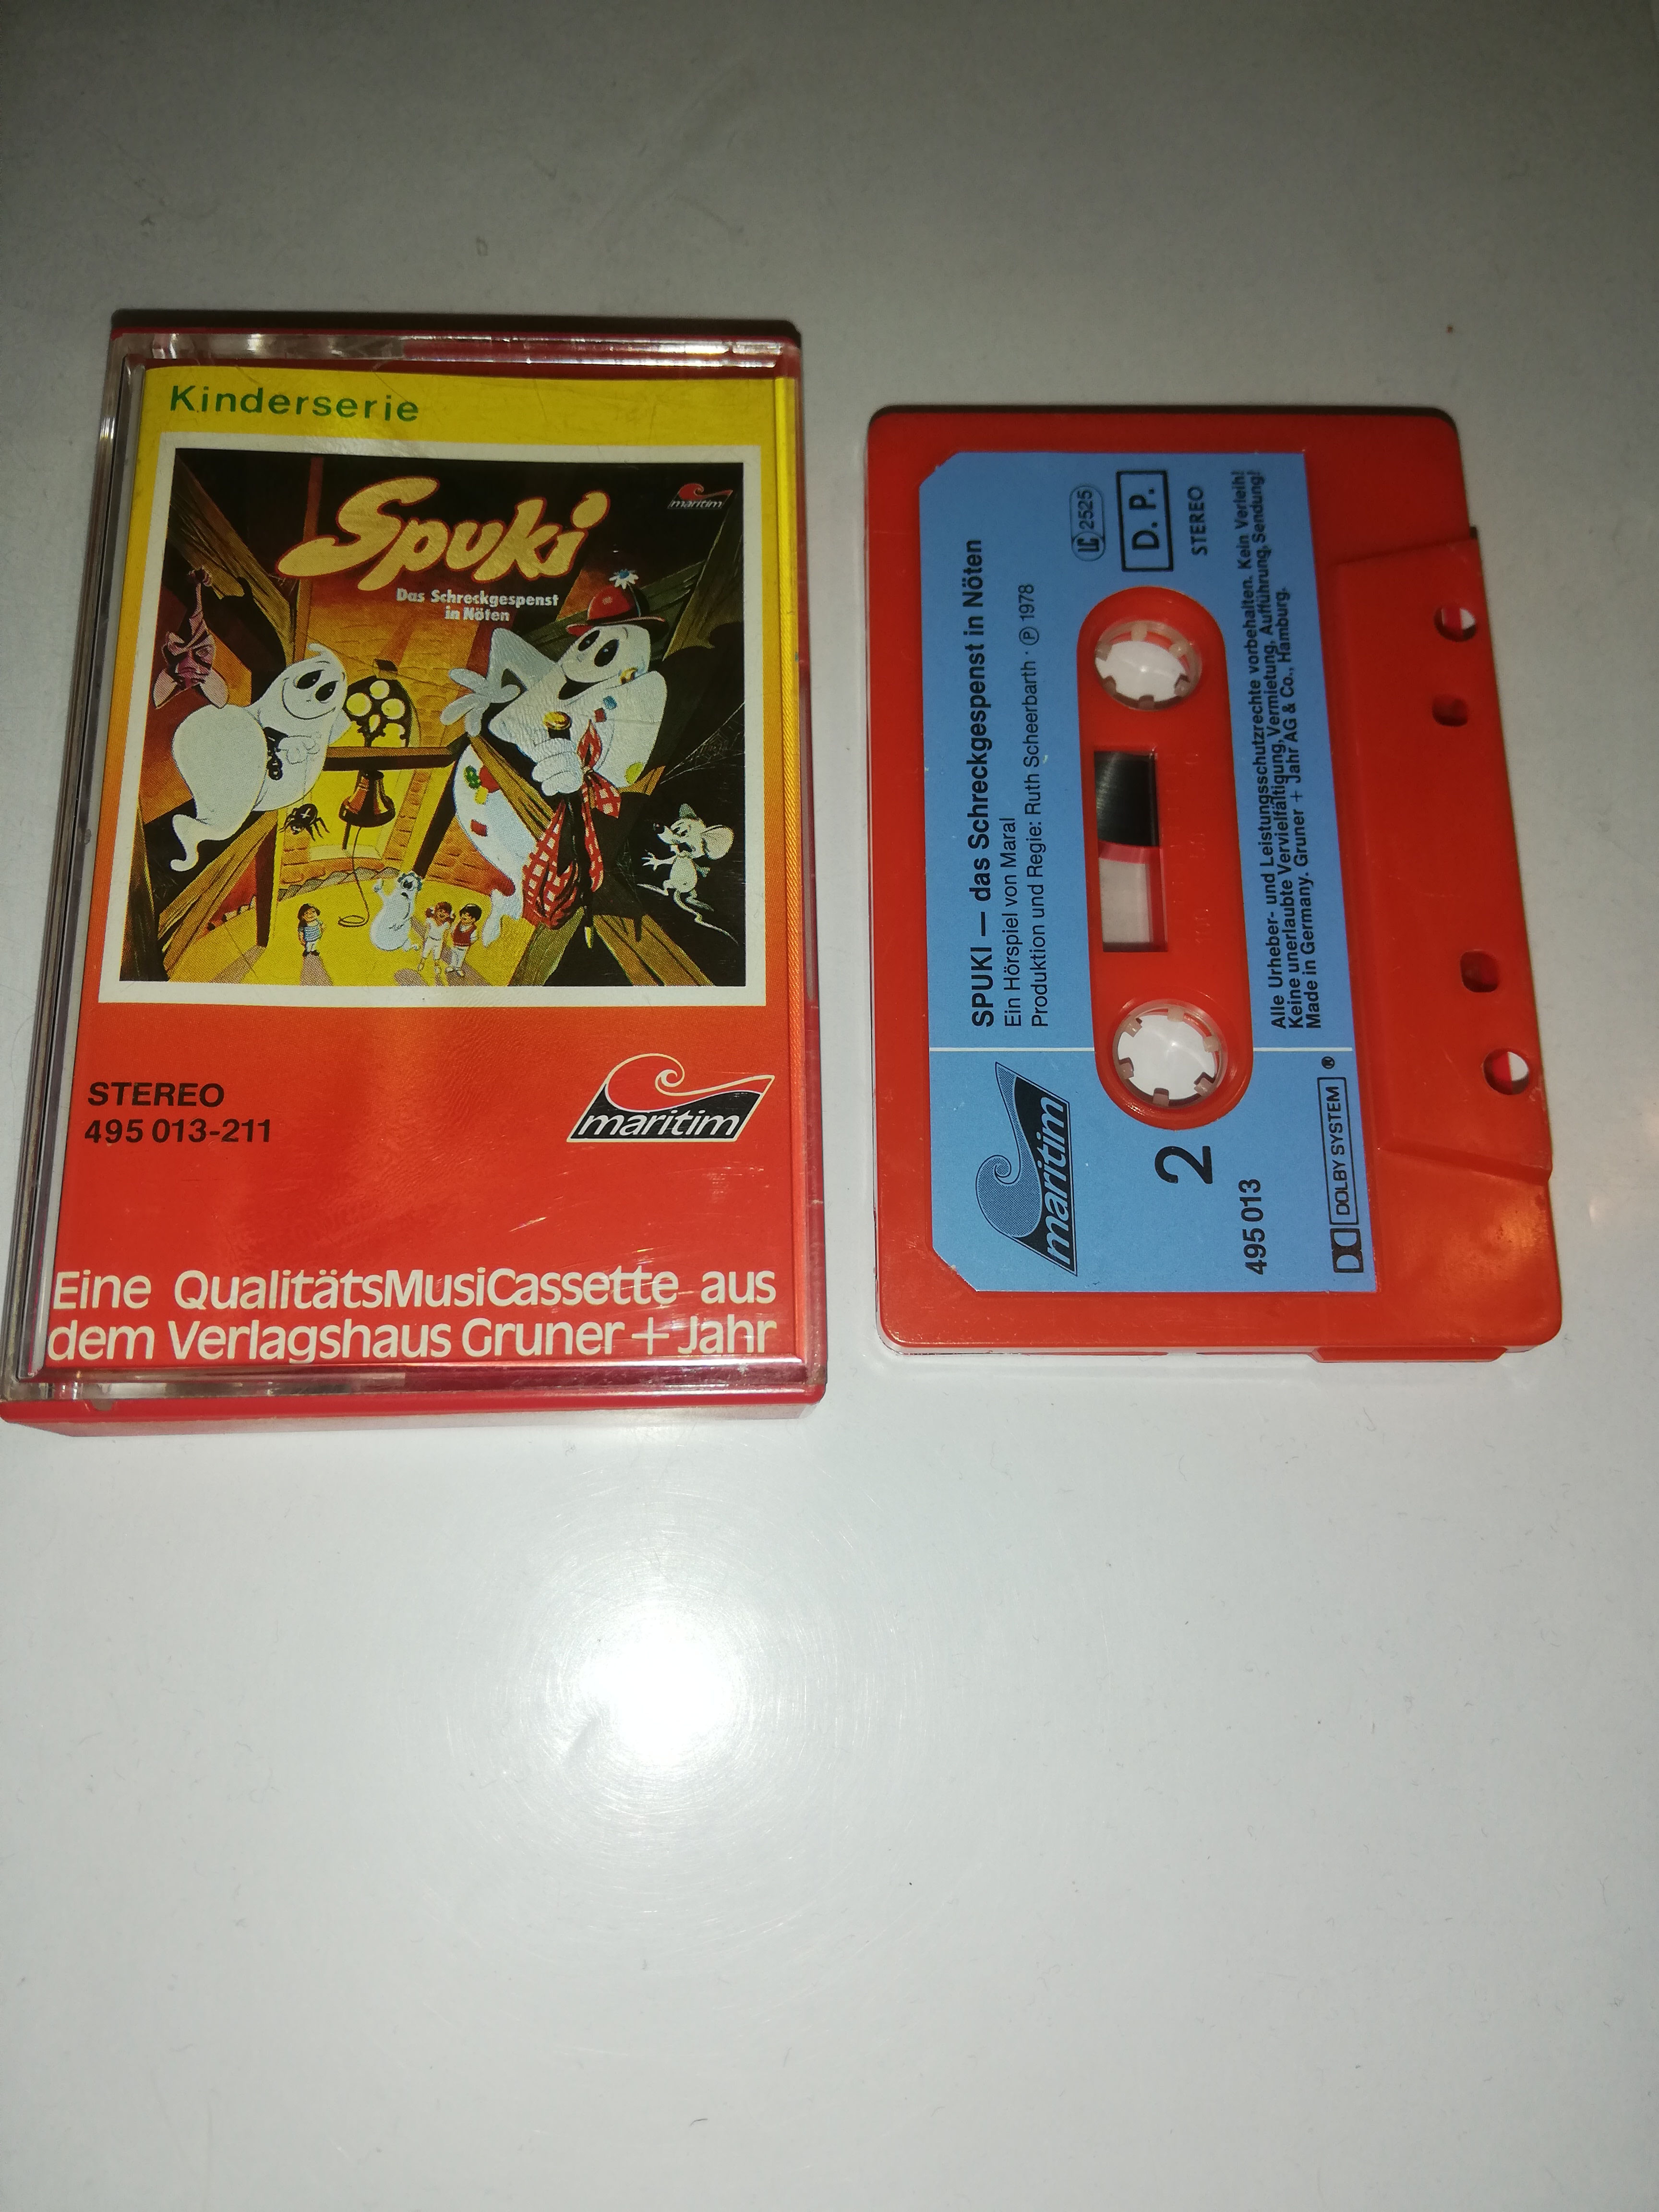 Kinderserie
Spuki
maritim
Das Schreckgespenst
in Nöten
STEREO
495 013-211
maritim
Eine QualitätsMusiCassette aus
dem Verlagshaus Gruner + Jahr
maritim
SPUKI — das Schreckgespenst in Nöten
Ein Hörspiel von Maral
Produktion und Regie: Ruth Scheerbarth · ℗ 1978
LC 2525
D. P.
STEREO
2
495 013
Alle Urheber- und Leistungsschutzrechte vorbehalten. Kein Verleih!
Keine unerlaubte Vervielfältigung, Vermietung, Aufführung, Sendung!
Made in Germany. Gruner + Jahr AG & Co., Hamburg.
DOLBY SYSTEM ®